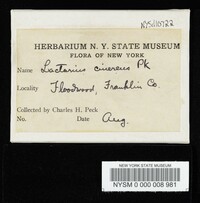 HERBARIUM N. Y. STATE MUSEUM
FLORA OF NEW YORK
Name Lactarius cinereus Pk
Locality Floodwood, Franklin Co.
Collected by Charles H. Peck
No. Date Aug.
NEW YORK STATE MUSEUM
NYSM 0 000 008 981